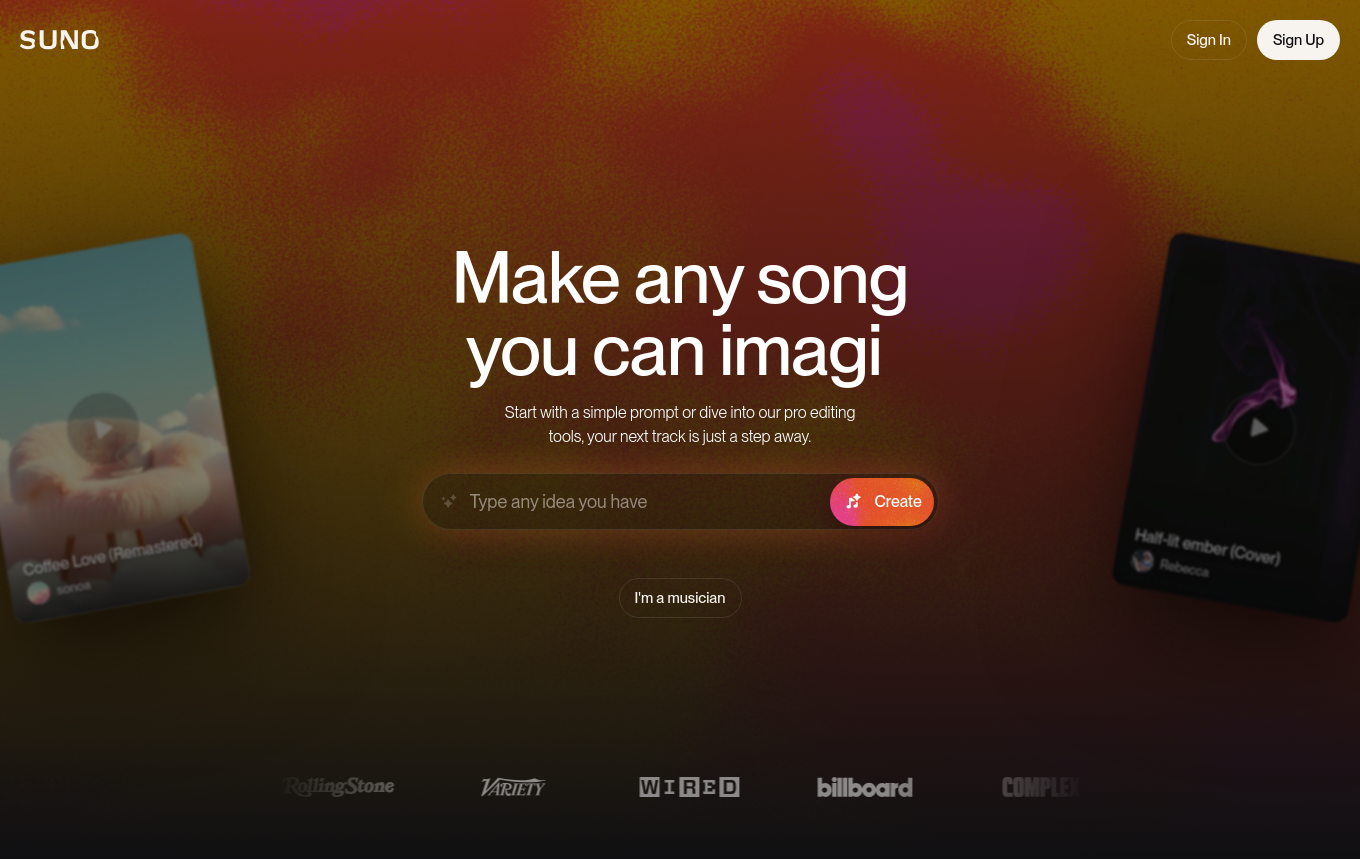 SUNO
Sign In
Sign Up
Make any song
you can imagi
Start with a simple prompt or dive into our pro editing
tools, your next track is just a step away.
Type any idea you have
Create
Coffee Love (Remastered)
sonoa
Half-lit ember (Cover)
Rebecca
I'm a musician
RollingStone
VARIETY
WIRED
billboard
COMPLEX